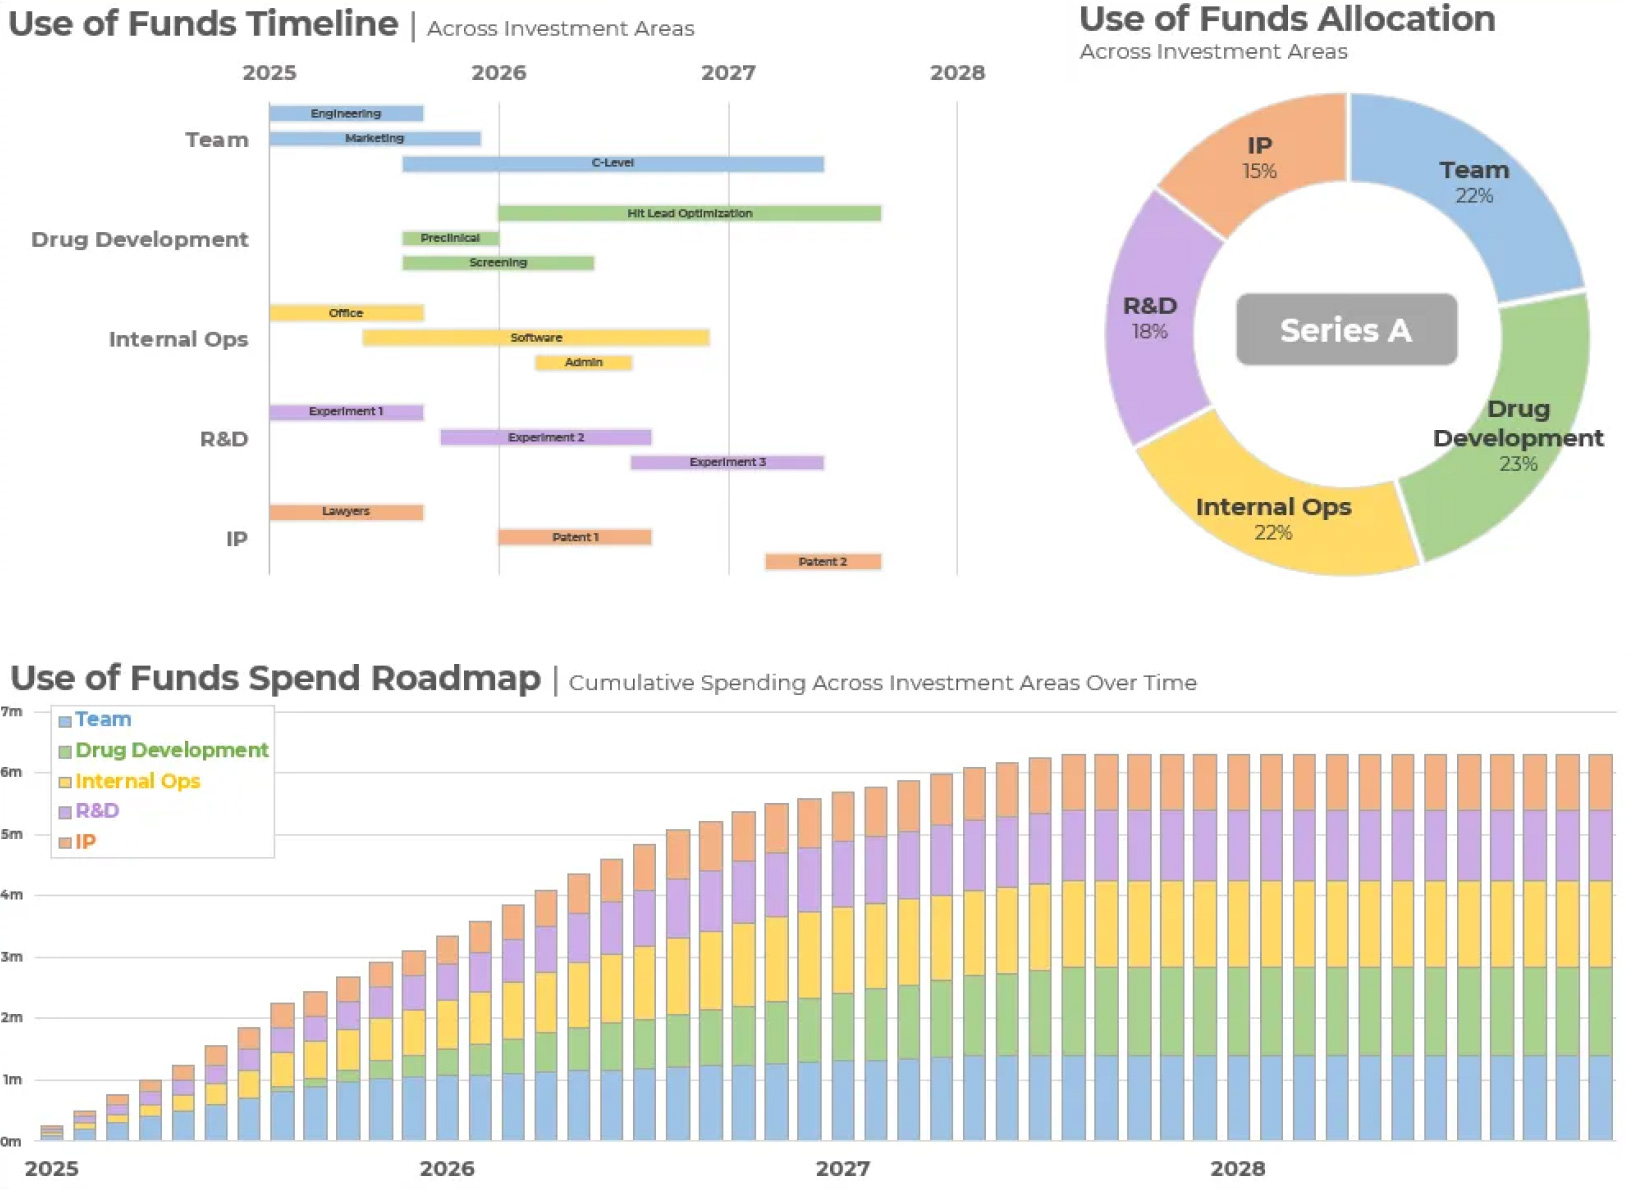 Use of Funds Timeline | Across Investment Areas
2025 2026 2027 2028
Team
Engineering
Marketing
C-Level
Drug Development
Hit Lead Optimization
Preclinical
Screening
Internal Ops
Office
Software
Admin
R&D
Experiment 1
Experiment 2
Experiment 3
IP
Lawyers
Patent 1
Patent 2
Use of Funds Allocation
Across Investment Areas
IP
15%
Team
22%
R&D
18%
Series A
Drug
Development
23%
Internal Ops
22%
Use of Funds Spend Roadmap | Cumulative Spending Across Investment Areas Over Time
7m
6m
5m
4m
3m
2m
1m
0m
Team
Drug Development
Internal Ops
R&D
IP
2025 2026 2027 2028